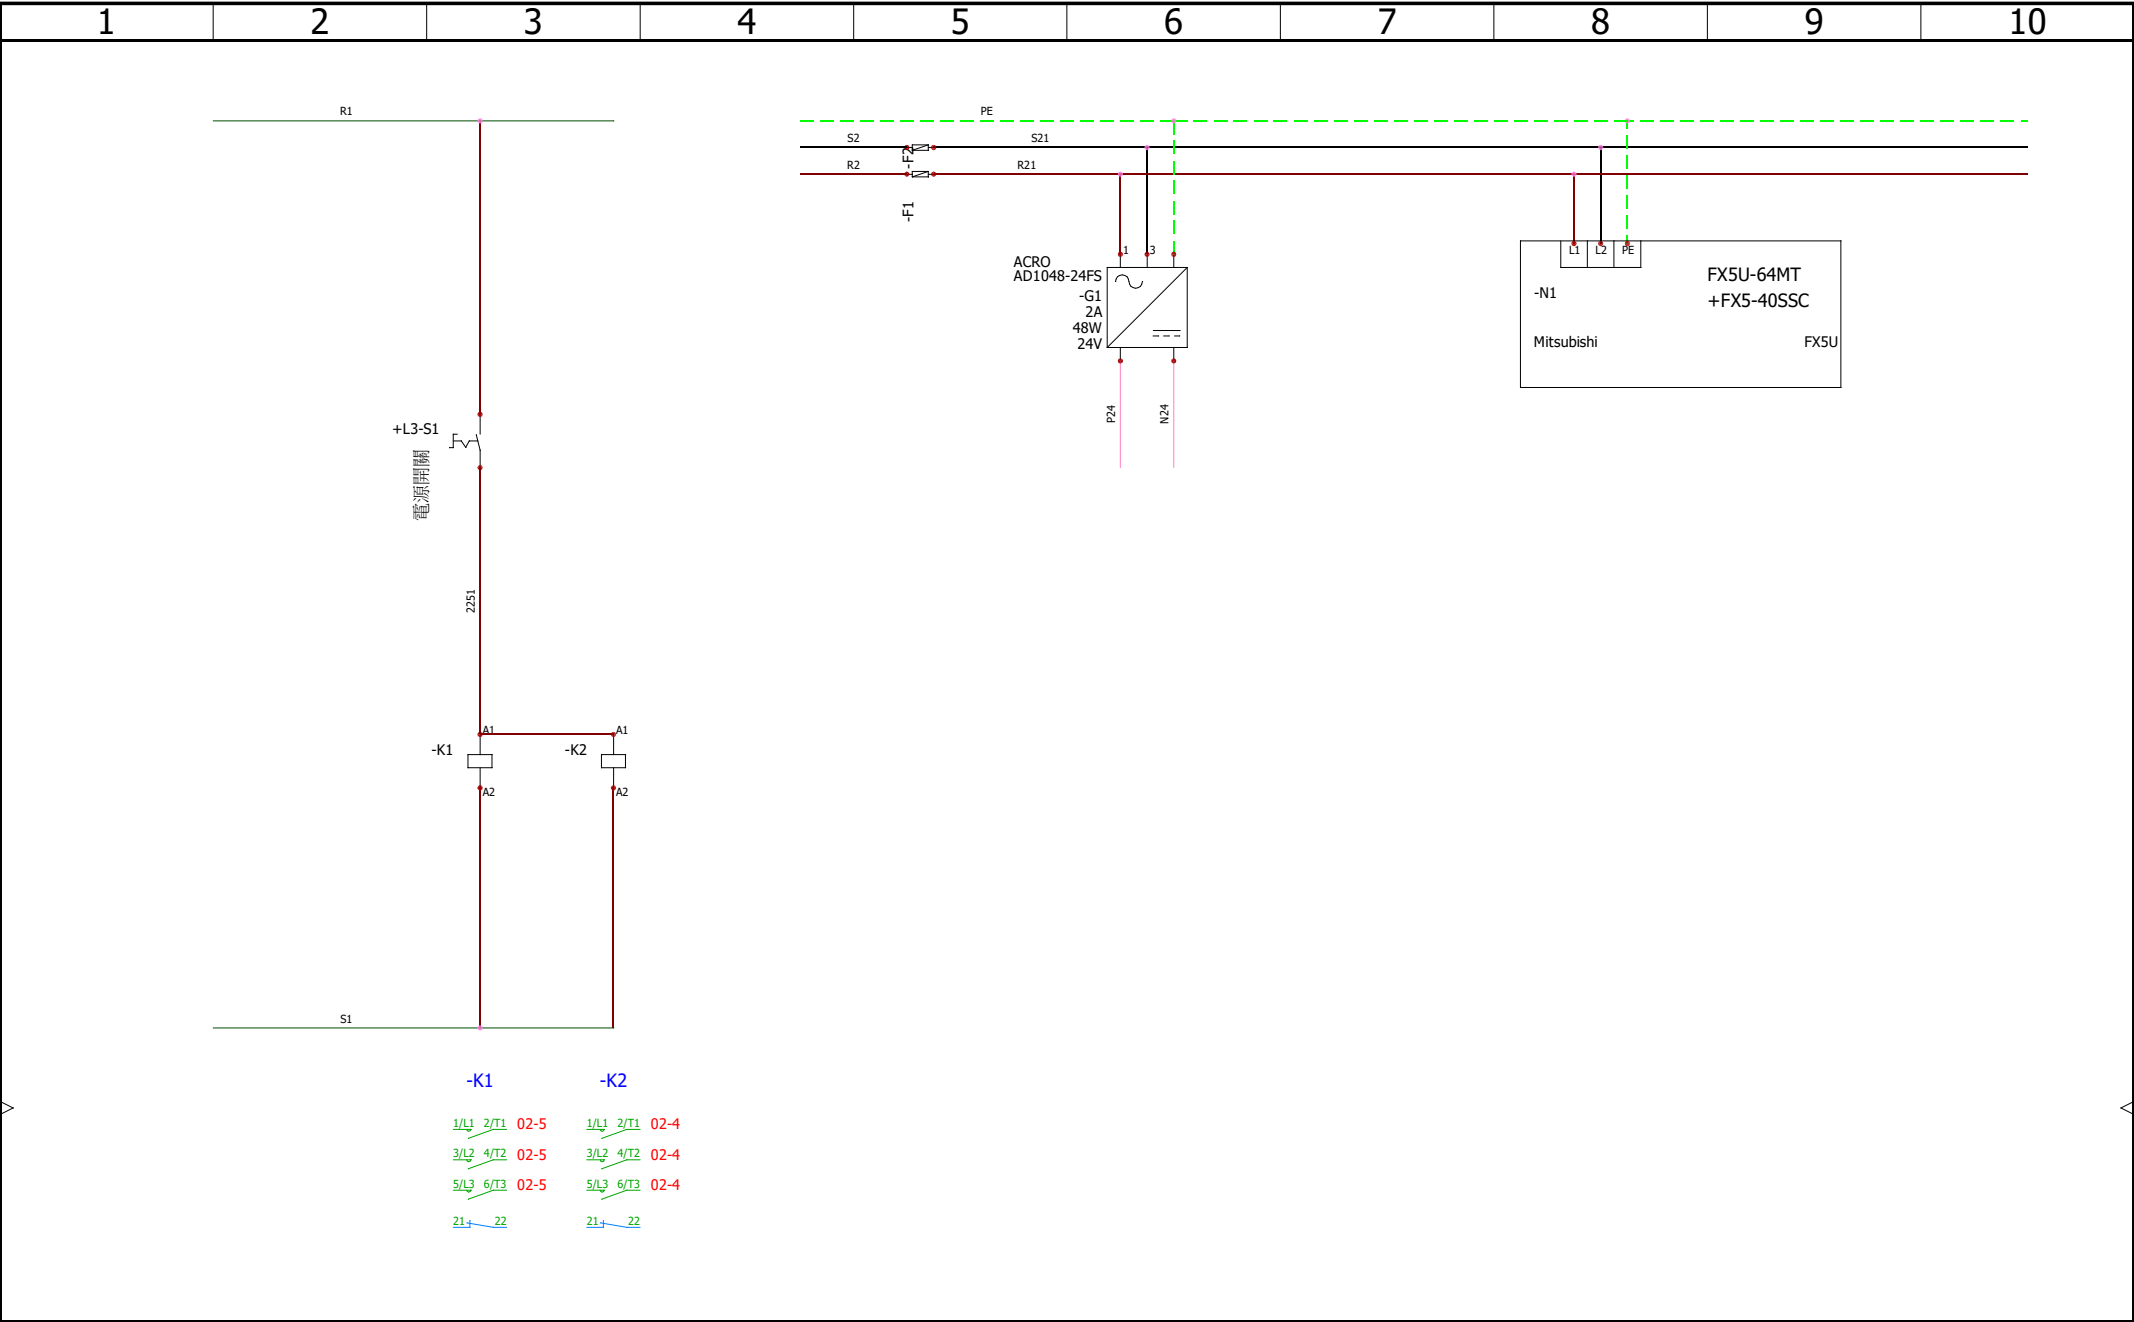 1 2 3 4 5 6 7 8 9 10
R1
PE
S2
S21
-F2
R2
R21
-F1
1 3
ACRO
AD1048-24FS
-G1
2A
48W
24V
P24
N24
L1 L2 PE
FX5U-64MT
+FX5-40SSC
-N1
Mitsubishi
FX5U
+L3-S1
電源開關
2251
A1
A1
-K1
-K2
A2
A2
S1
-K1
-K2
1/L1 2/T1 02-5
1/L1 2/T1 02-4
3/L2 4/T2 02-5
3/L2 4/T2 02-4
5/L3 6/T3 02-5
5/L3 6/T3 02-4
21 22
21 22